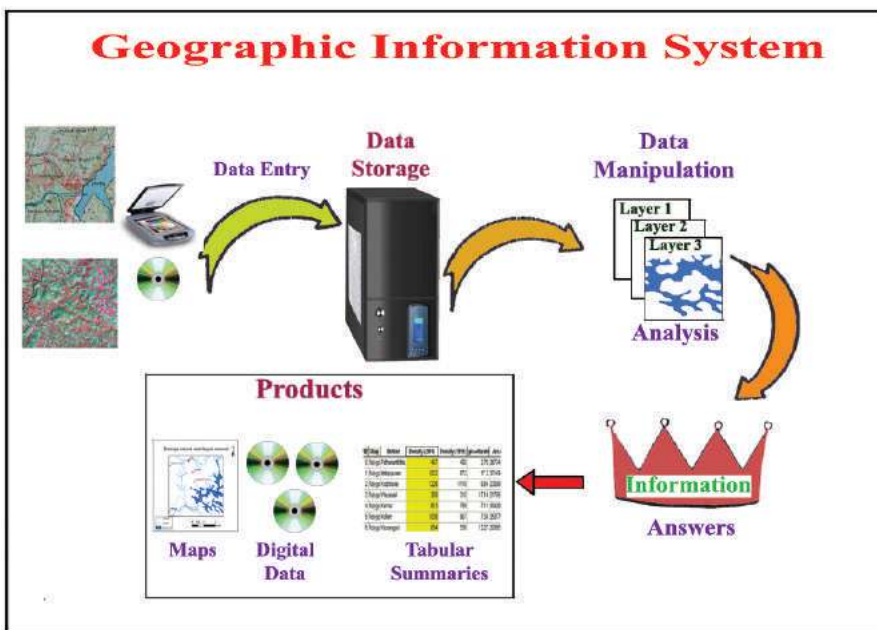 Geographic Information System
Data Entry
Data
Storage
Data
Manipulation
Layer 1
Layer 2
Layer 3
Analysis
Information
Answers
Products
Maps
Digital
Data
Tabular
Summaries